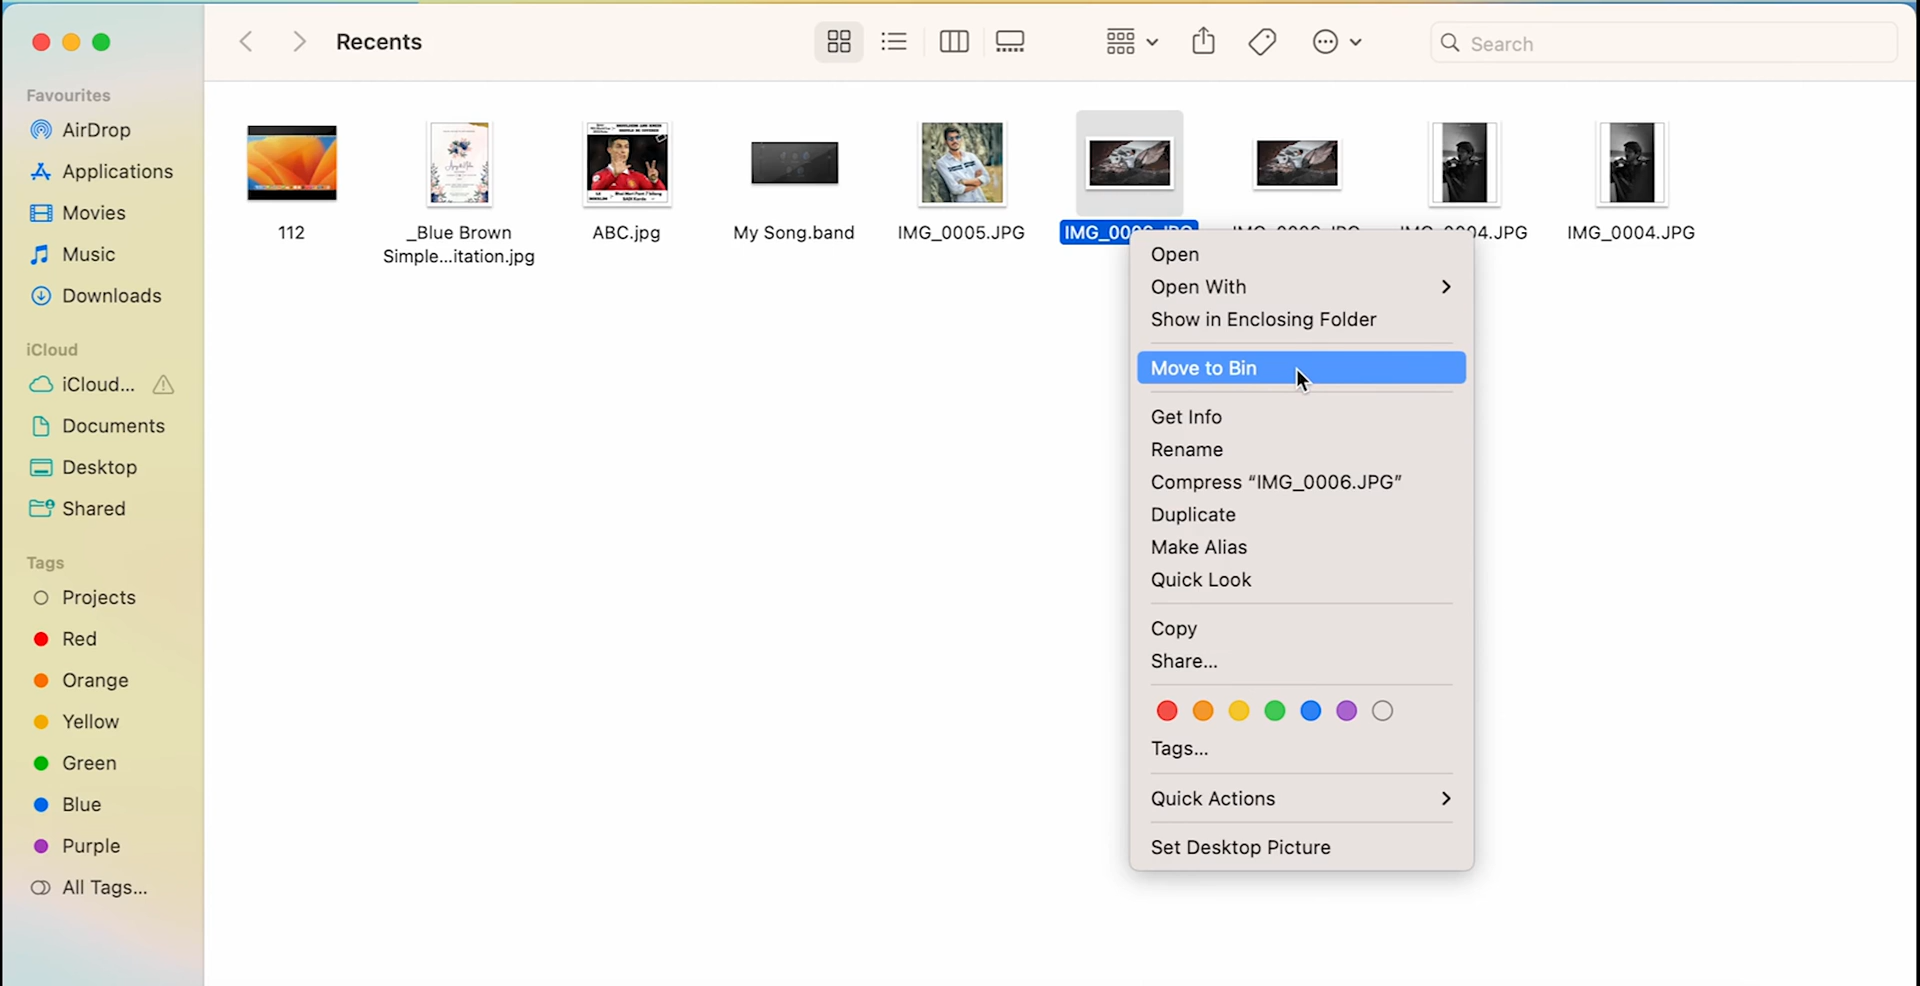 Recents
Search
Favourites
AirDrop
Applications
Movies
Music
Downloads
iCloud
iCloud...
Documents
Desktop
Shared
Tags
Projects
Red
Orange
Yellow
Green
Blue
Purple
All Tags...
112
_Blue Brown
Simple...itation.jpg
ABC.jpg
My Song.band
IMG_0005.JPG
IMG_0004.JPG
Open
Open With
Show in Enclosing Folder
Move to Bin
Get Info
Rename
Compress “IMG_0006.JPG”
Duplicate
Make Alias
Quick Look
Copy
Share...
Tags...
Quick Actions
Set Desktop Picture